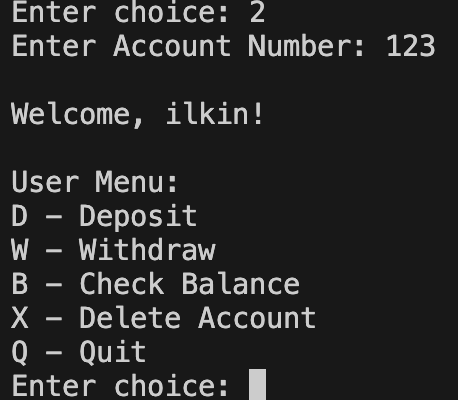 Enter choice: 2
Enter Account Number: 123
Welcome, ilkin!
User Menu:
D – Deposit
W – Withdraw
B – Check Balance
X – Delete Account
Q – Quit
Enter choice: